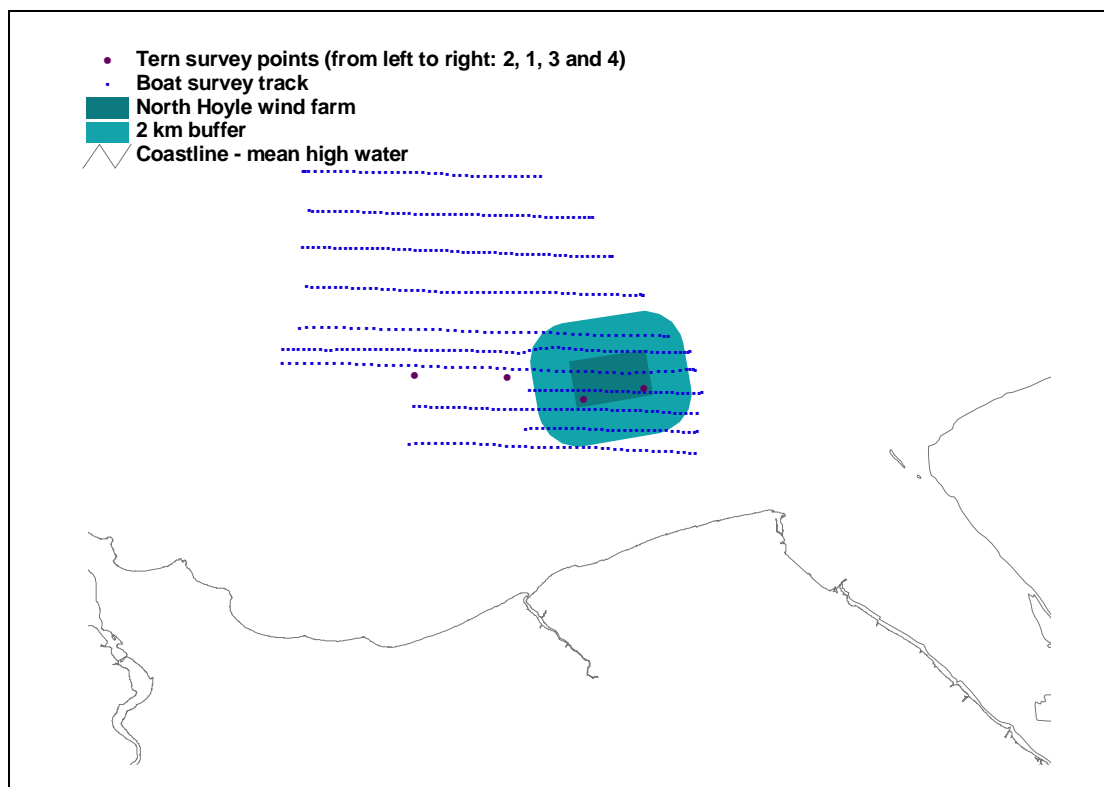 Tern survey points (from left to right: 2, 1, 3 and 4)
Boat survey track
North Hoyle wind farm
2 km buffer
Coastline - mean high water